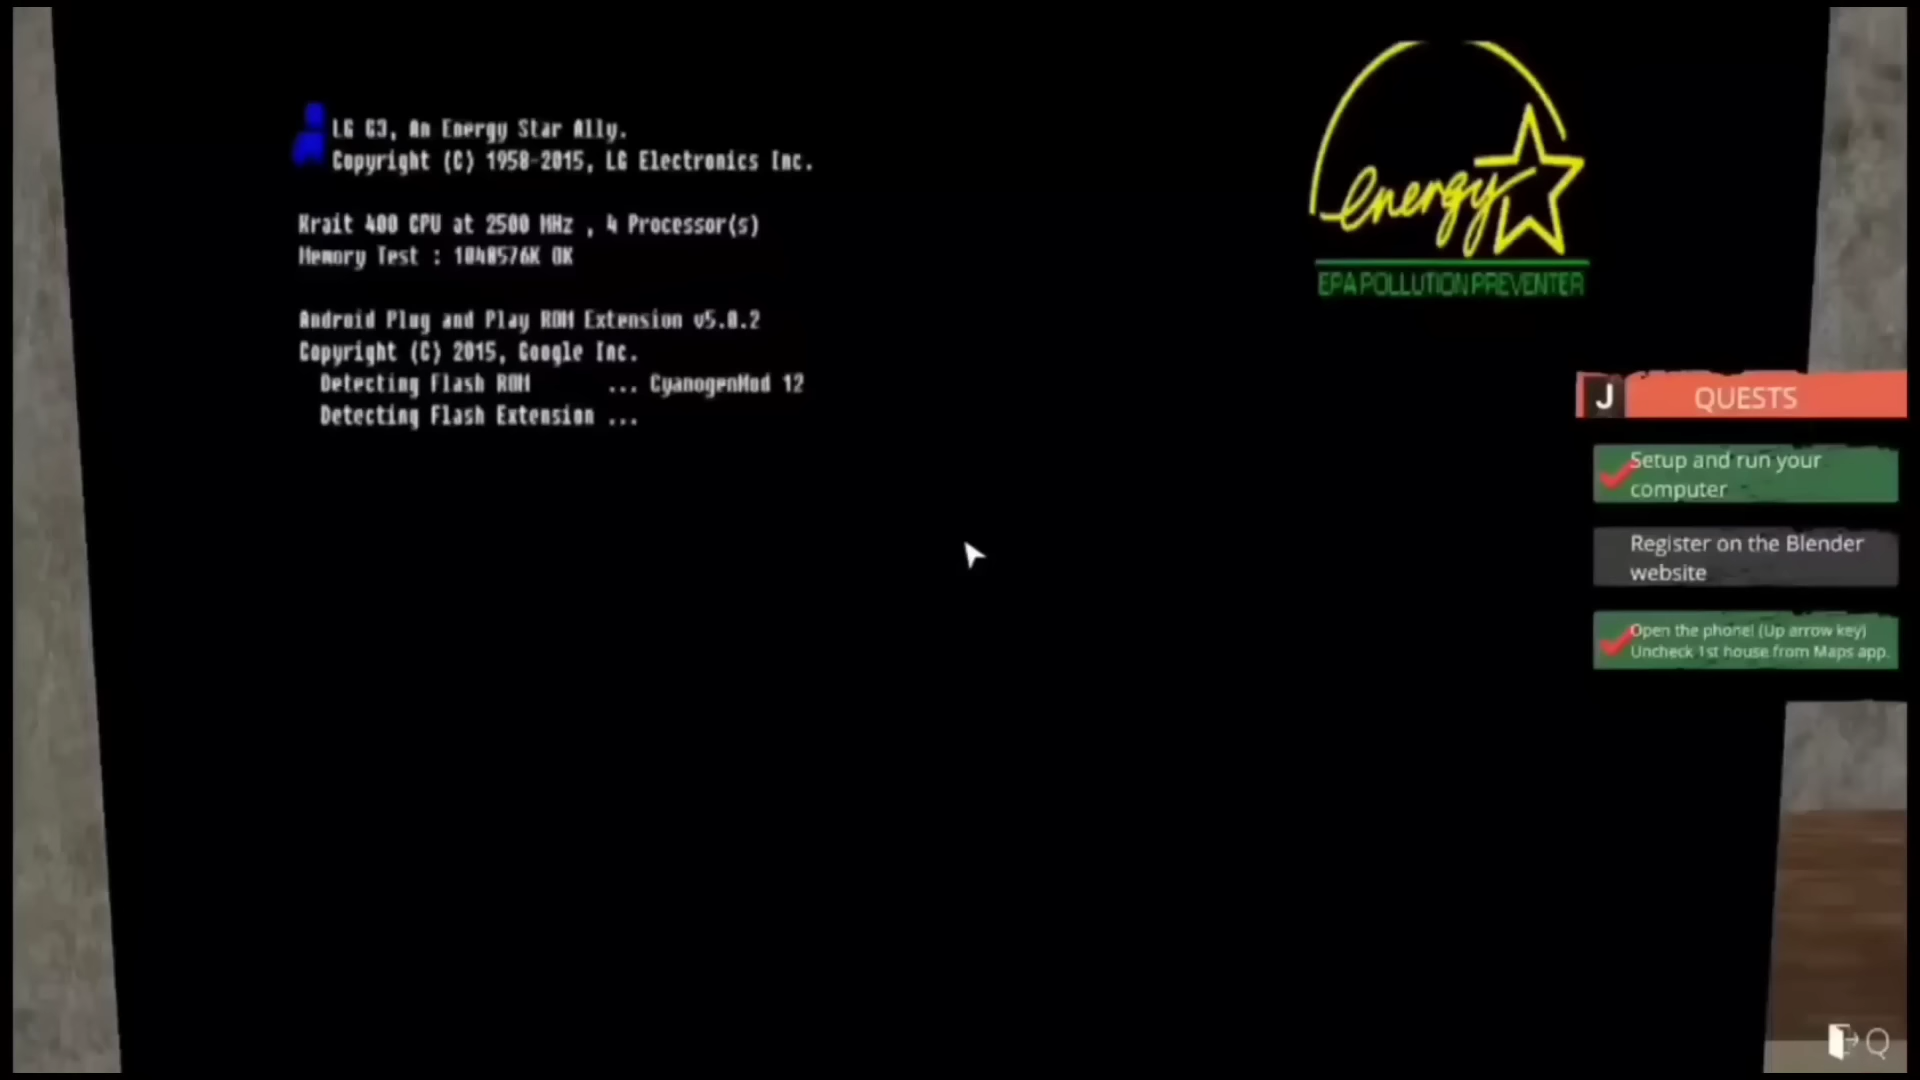 LG G3, An Energy Star Ally.
Copyright (C) 1958-2015, LG Electronics Inc.
Krait 400 CPU at 2500 MHz , 4 Processor(s)
Memory Test : 1048576K OK
Android Plug and Play ROM Extension v5.0.2
Copyright (C) 2015, Google Inc.
Detecting Flash ROM ... CyanogenMod 12
Detecting Flash Extension ...
energy
EPA POLLUTION PREVENTER
J QUESTS
Setup and run your
computer
Register on the Blender
website
Open the phone! (Up arrow key)
Uncheck 1st house from Maps app.
Q